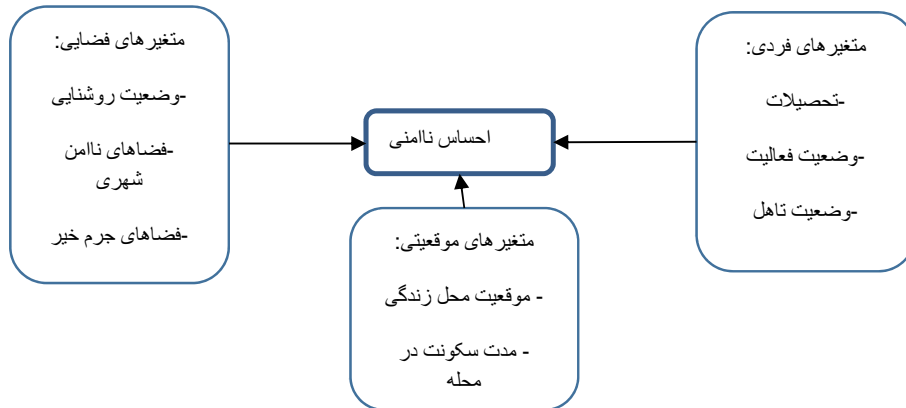 متغیرهای فردی:
-تحصیلات
-وضعیت فعالیت
-وضعیت تاهل
احساس ناامنی
متغیرهای فضایی:
-وضعیت روشنایی
-فضاهای ناامن
شهری
-فضاهای جرم خیر
متغیرهای موقعیتی:
- موقعیت محل زندگی
- مدت سکونت در
محله